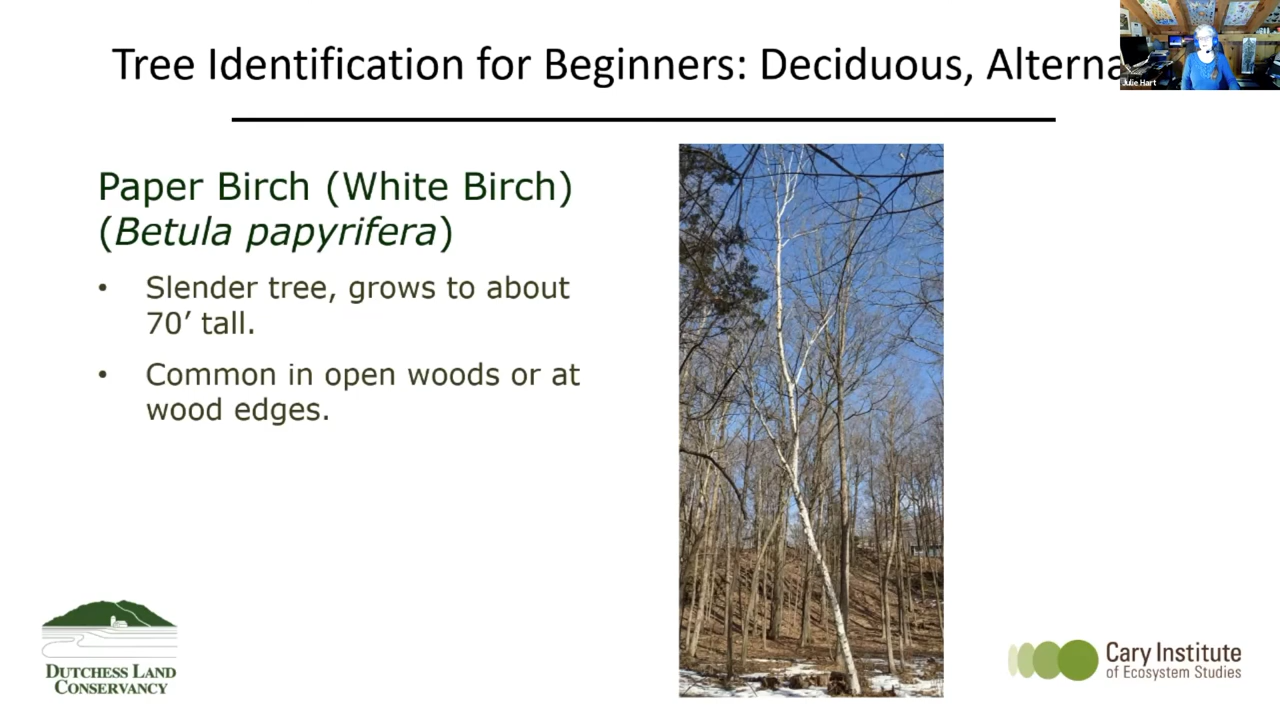 Tree Identification for Beginners: Deciduous, Alterna
Julie Hart
Paper Birch (White Birch)
(Betula papyrifera)
• Slender tree, grows to about
70’ tall.
• Common in open woods or at
wood edges.
DUTCHESS LAND
CONSERVANCY
Cary Institute
of Ecosystem Studies